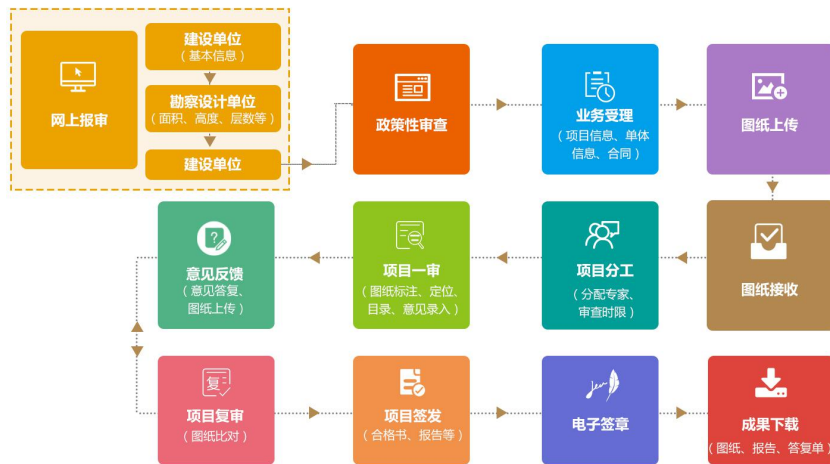 网上报审
建设单位
（基本信息）
勘察设计单位
（面积、高度、层数等）
建设单位
政策性审查
业务受理
（项目信息、单体
信息、合同）
图纸上传
意见反馈
（意见答复、
图纸上传）
项目一审
（图纸标注、定位、
目录、意见录入）
项目分工
（分配专家、
审查时限）
图纸接收
复
项目复审
（图纸比对）
项目签发
（合格书、报告等）
电子签章
成果下载
（图纸、报告、答复单）